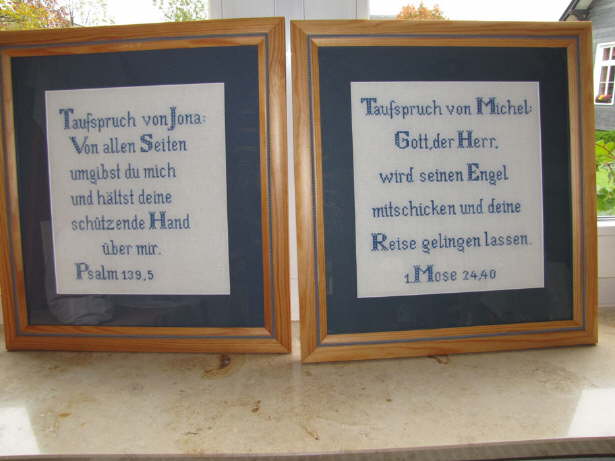 Taufspruch von Jona:
Von allen Seiten
umgibst du mich
und hältst deine
schützende Hand
über mir.
Psalm 139,5
Taufspruch von Michel:
Gott, der Herr,
wird seinen Engel
mitschicken und deine
Reise gelingen lassen.
1. Mose 24,40